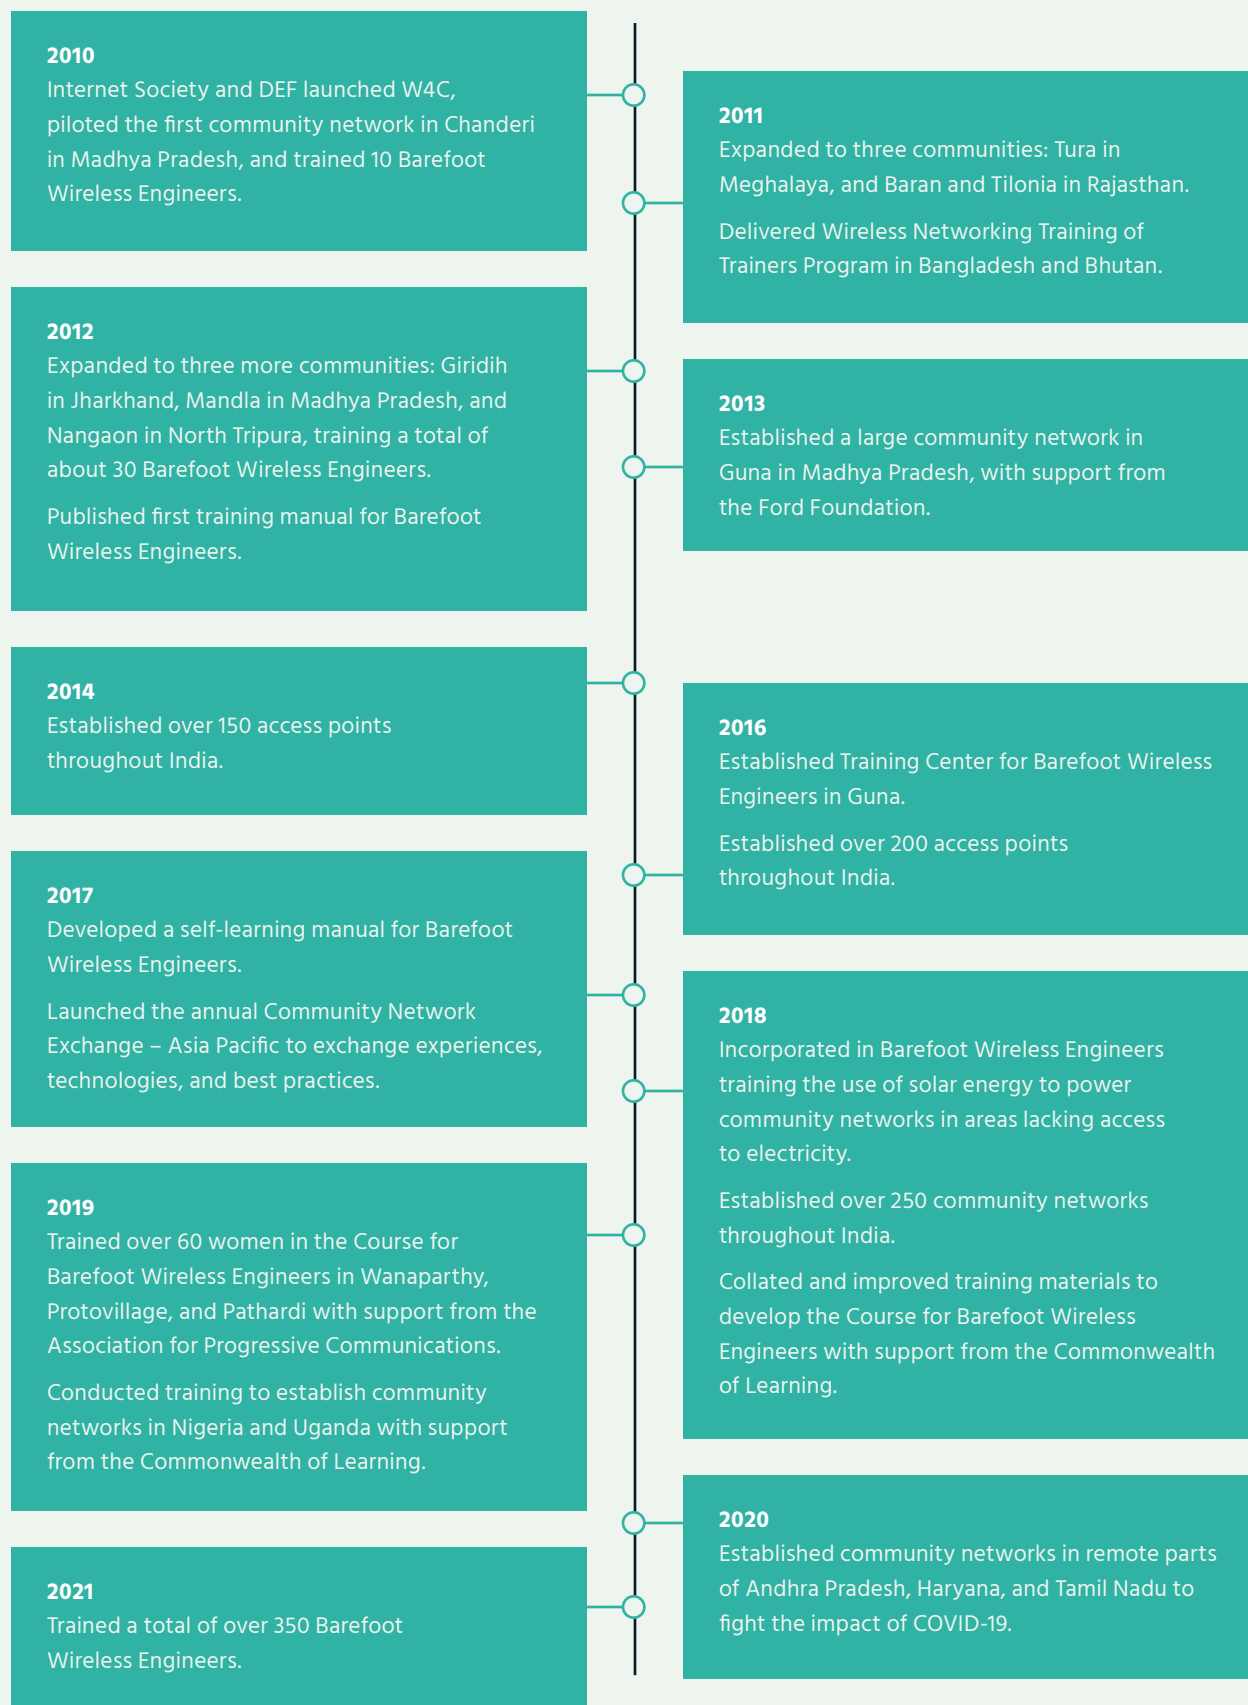 2010
Internet Society and DEF launched W4C,
piloted the first community network in Chanderi
in Madhya Pradesh, and trained 10 Barefoot
Wireless Engineers.
2011
Expanded to three communities: Tura in
Meghalaya, and Baran and Tilonia in Rajasthan.
Delivered Wireless Networking Training of
Trainers Program in Bangladesh and Bhutan.
2012
Expanded to three more communities: Giridih
in Jharkhand, Mandla in Madhya Pradesh, and
Nangaon in North Tripura, training a total of
about 30 Barefoot Wireless Engineers.
Published first training manual for Barefoot
Wireless Engineers.
2013
Established a large community network in
Guna in Madhya Pradesh, with support from
the Ford Foundation.
2014
Established over 150 access points
throughout India.
2016
Established Training Center for Barefoot Wireless
Engineers in Guna.
Established over 200 access points
throughout India.
2017
Developed a self-learning manual for Barefoot
Wireless Engineers.
Launched the annual Community Network
Exchange – Asia Pacific to exchange experiences,
technologies, and best practices.
2018
Incorporated in Barefoot Wireless Engineers
training the use of solar energy to power
community networks in areas lacking access
to electricity.
Established over 250 community networks
throughout India.
Collated and improved training materials to
develop the Course for Barefoot Wireless
Engineers with support from the Commonwealth
of Learning.
2019
Trained over 60 women in the Course for
Barefoot Wireless Engineers in Wanaparthy,
Protovillage, and Pathardi with support from the
Association for Progressive Communications.
Conducted training to establish community
networks in Nigeria and Uganda with support
from the Commonwealth of Learning.
2020
Established community networks in remote parts
of Andhra Pradesh, Haryana, and Tamil Nadu to
fight the impact of COVID-19.
2021
Trained a total of over 350 Barefoot
Wireless Engineers.